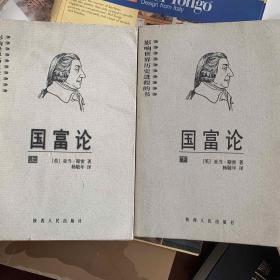 ongo
Design from Italy
国富论
上
[英] 亚当·斯密 著
杨敬年 译
陕西人民出版社
影响世界历史进程的书
国富论
下
[英] 亚当·斯密 著
杨敬年 译
陕西人民出版社